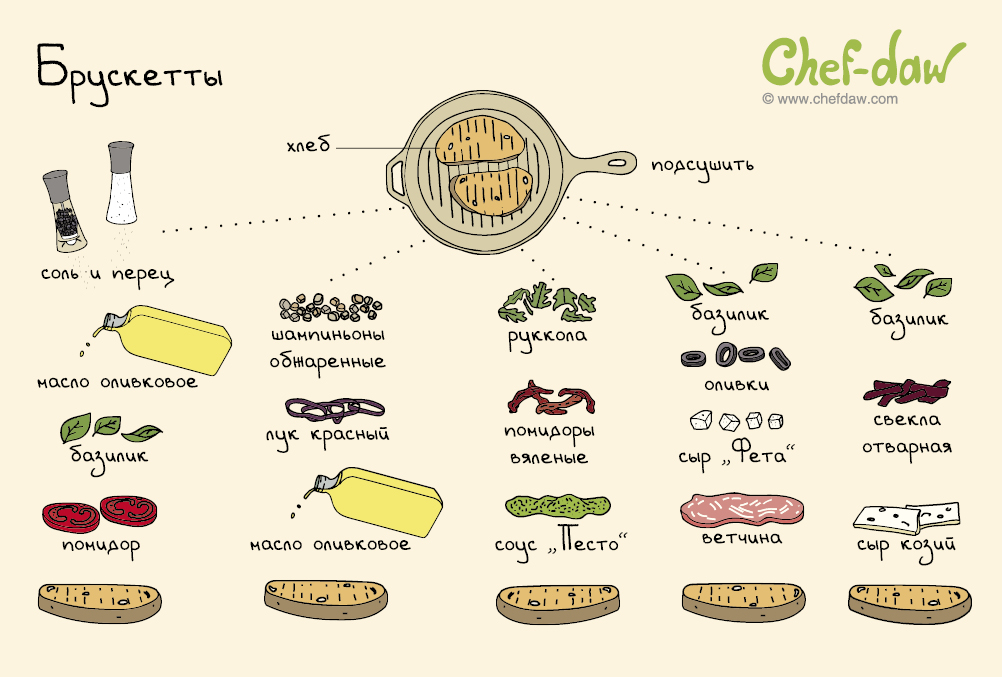 Брускетты
Chef-daw
© www.chefdaw.com
хлеб
подсушить
соль и перец
масло оливковое
базилик
помидор
шампиньоны
обжаренные
лук красный
масло оливковое
руккола
помидоры
вяленые
соус „Песто“
базилик
оливки
сыр „Фета“
ветчина
базилик
свекла
отварная
сыр козий